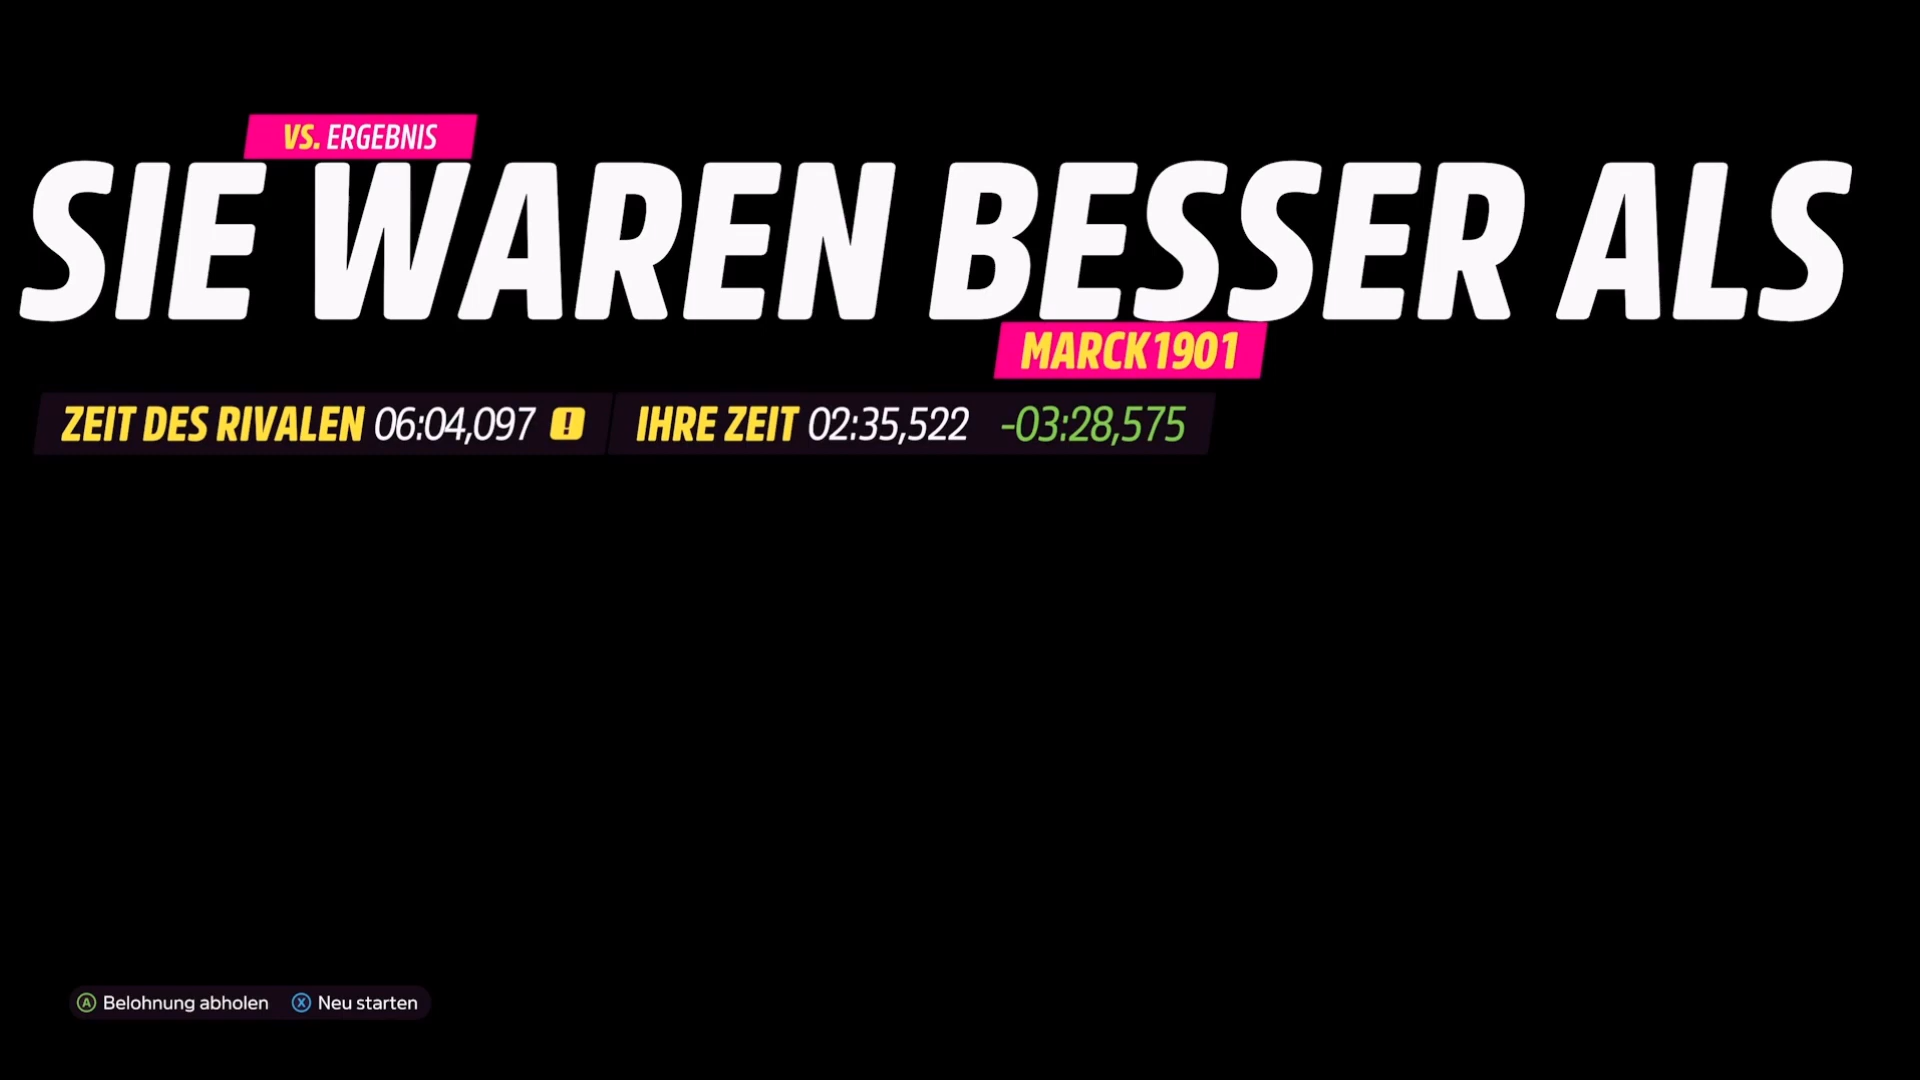 VS. ERGEBNIS
SIE WAREN BESSER ALS
MARCK1901
ZEIT DES RIVALEN 06:04,097 ! IHRE ZEIT 02:35,522 -03:28,575
A Belohnung abholen X Neu starten